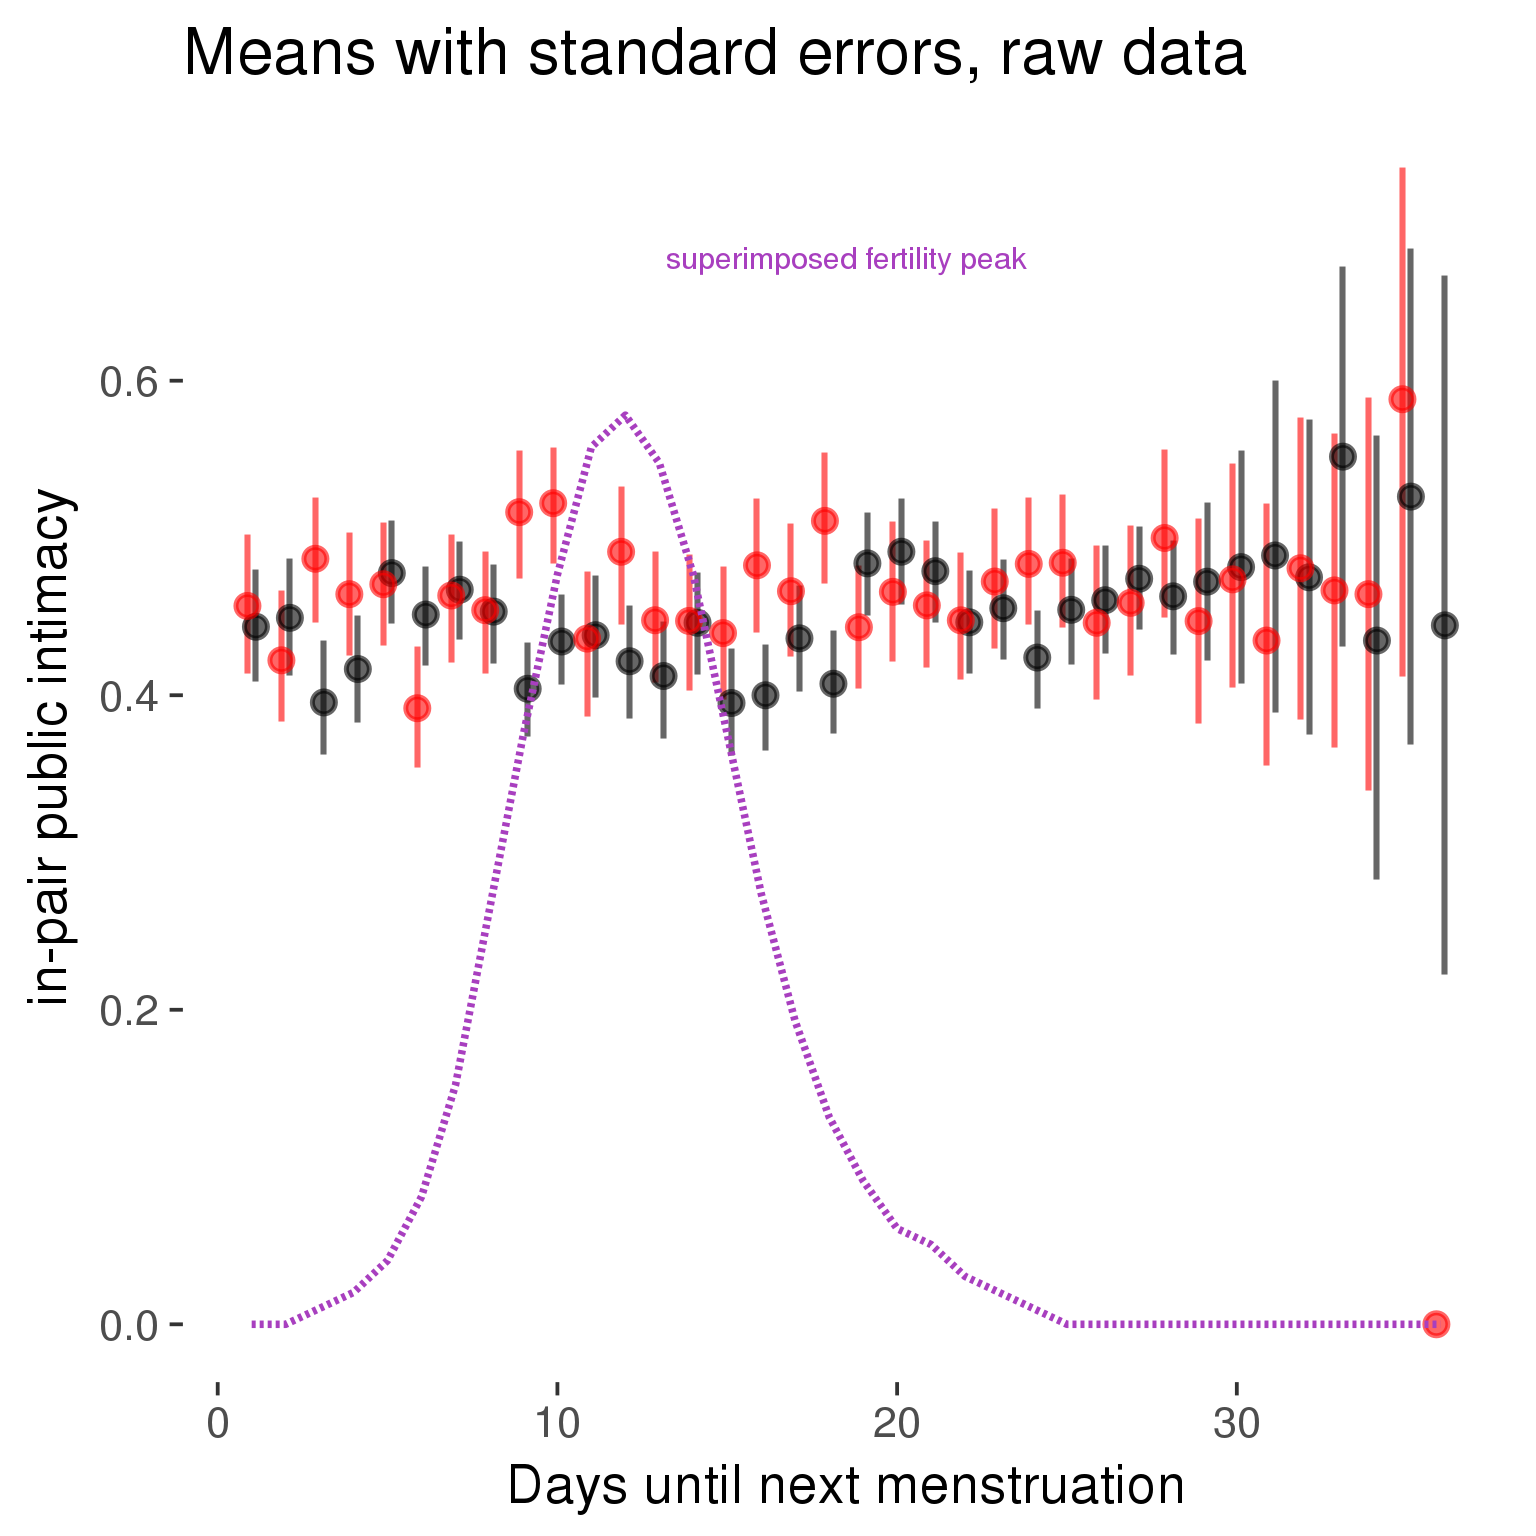 Means with standard errors, raw data
superimposed fertility peak
in-pair public intimacy
0.6
0.4
0.2
0.0
0
10
20
30
Days until next menstruation